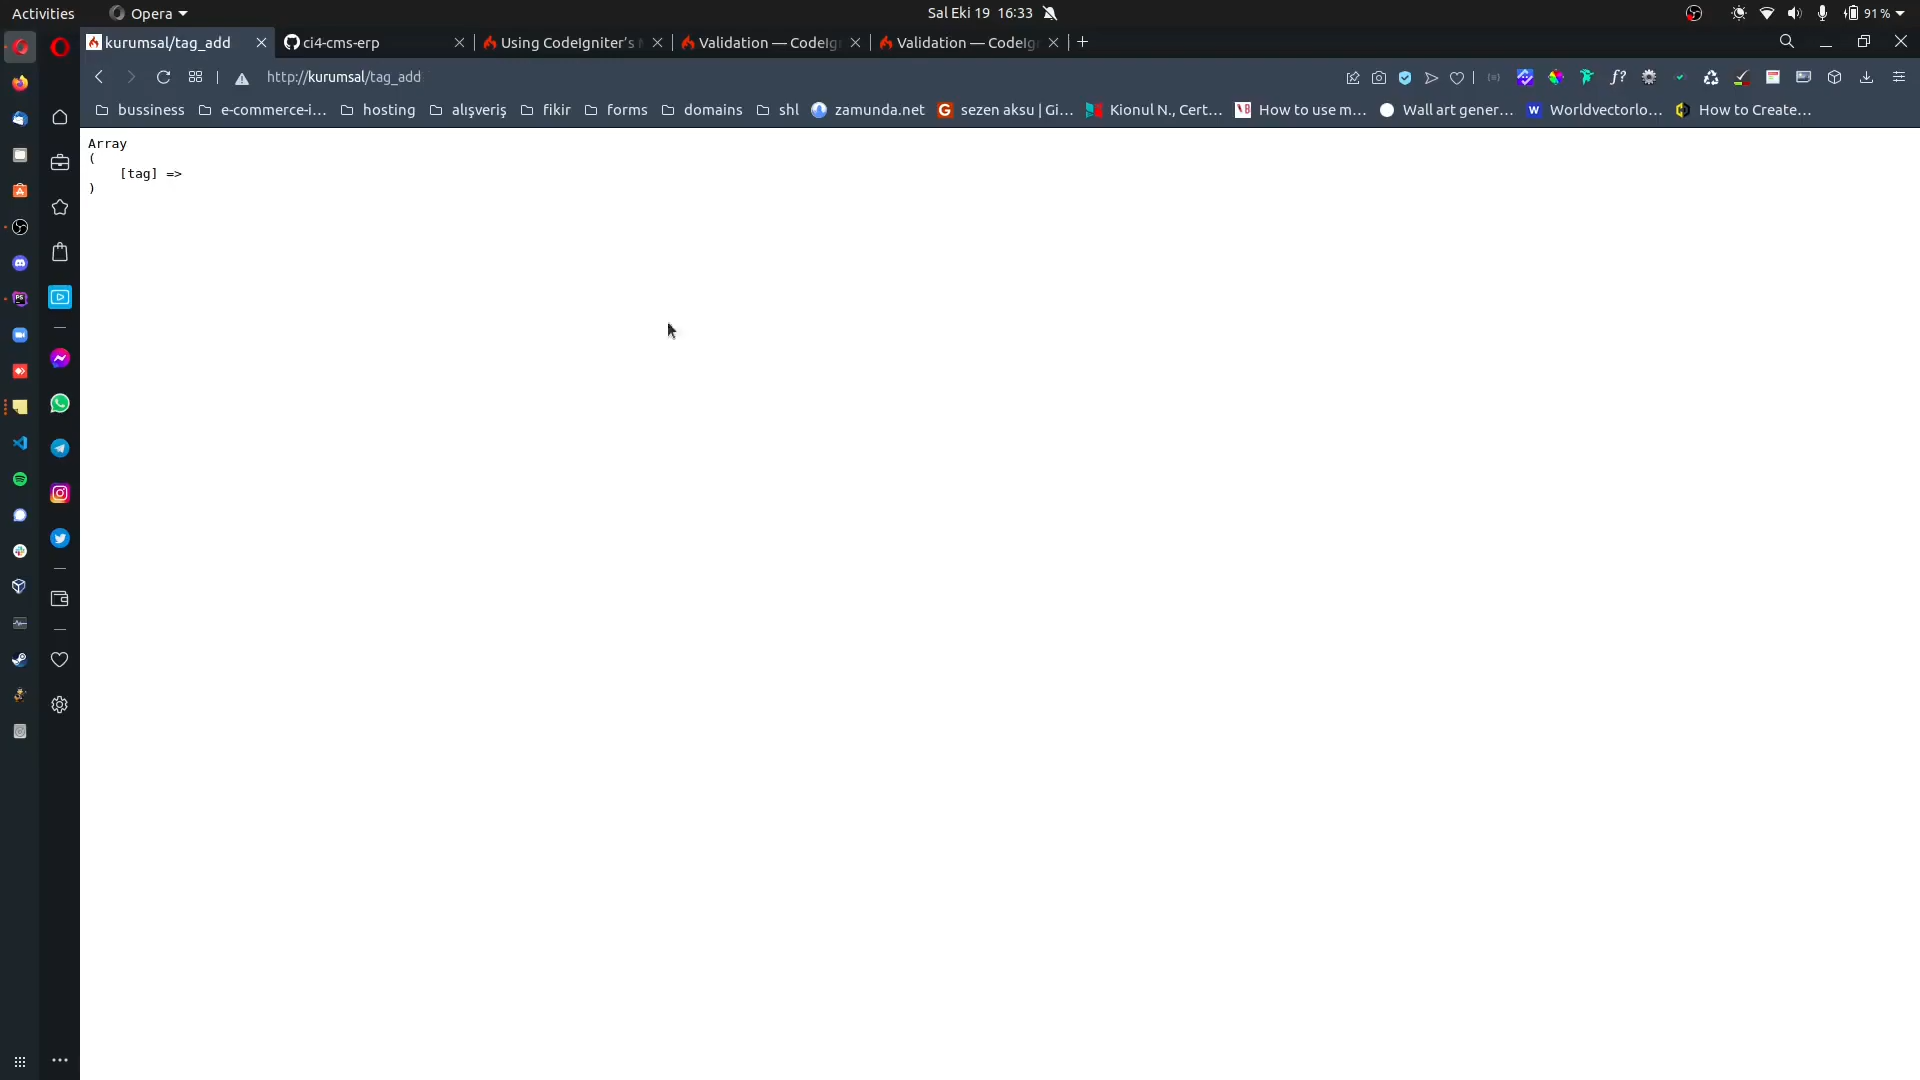 Activities
Opera
Sal Eki 19 16:33
91 %
kurumsal/tag_add
ci4-cms-erp
Using CodeIgniter's
Validation — CodeIg
Validation — CodeIg
http://kurumsal/tag_add
bussiness
e-commerce-i...
hosting
alışveriş
fikir
forms
domains
shl
zamunda.net
sezen aksu | Gi...
Kionul N., Cert...
How to use m...
Wall art gener...
Worldvectorlo...
How to Create...
Array
(
[tag] =>
)